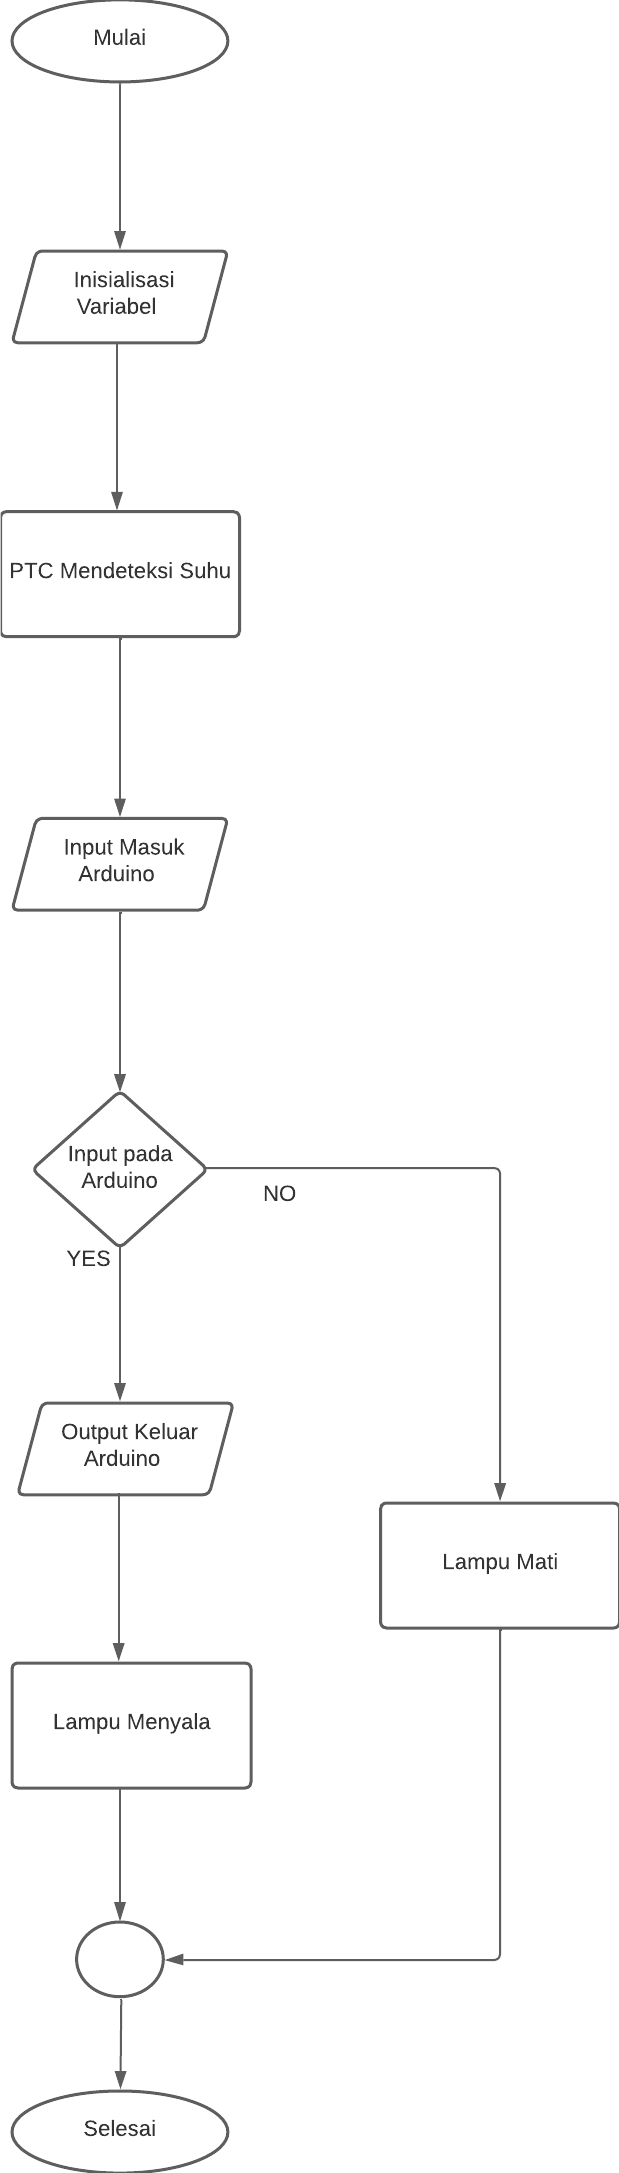 Mulai
Inisialisasi
Variabel
PTC Mendeteksi Suhu
Input Masuk
Arduino
Input pada
Arduino
NO
YES
Output Keluar
Arduino
Lampu Mati
Lampu Menyala
Selesai